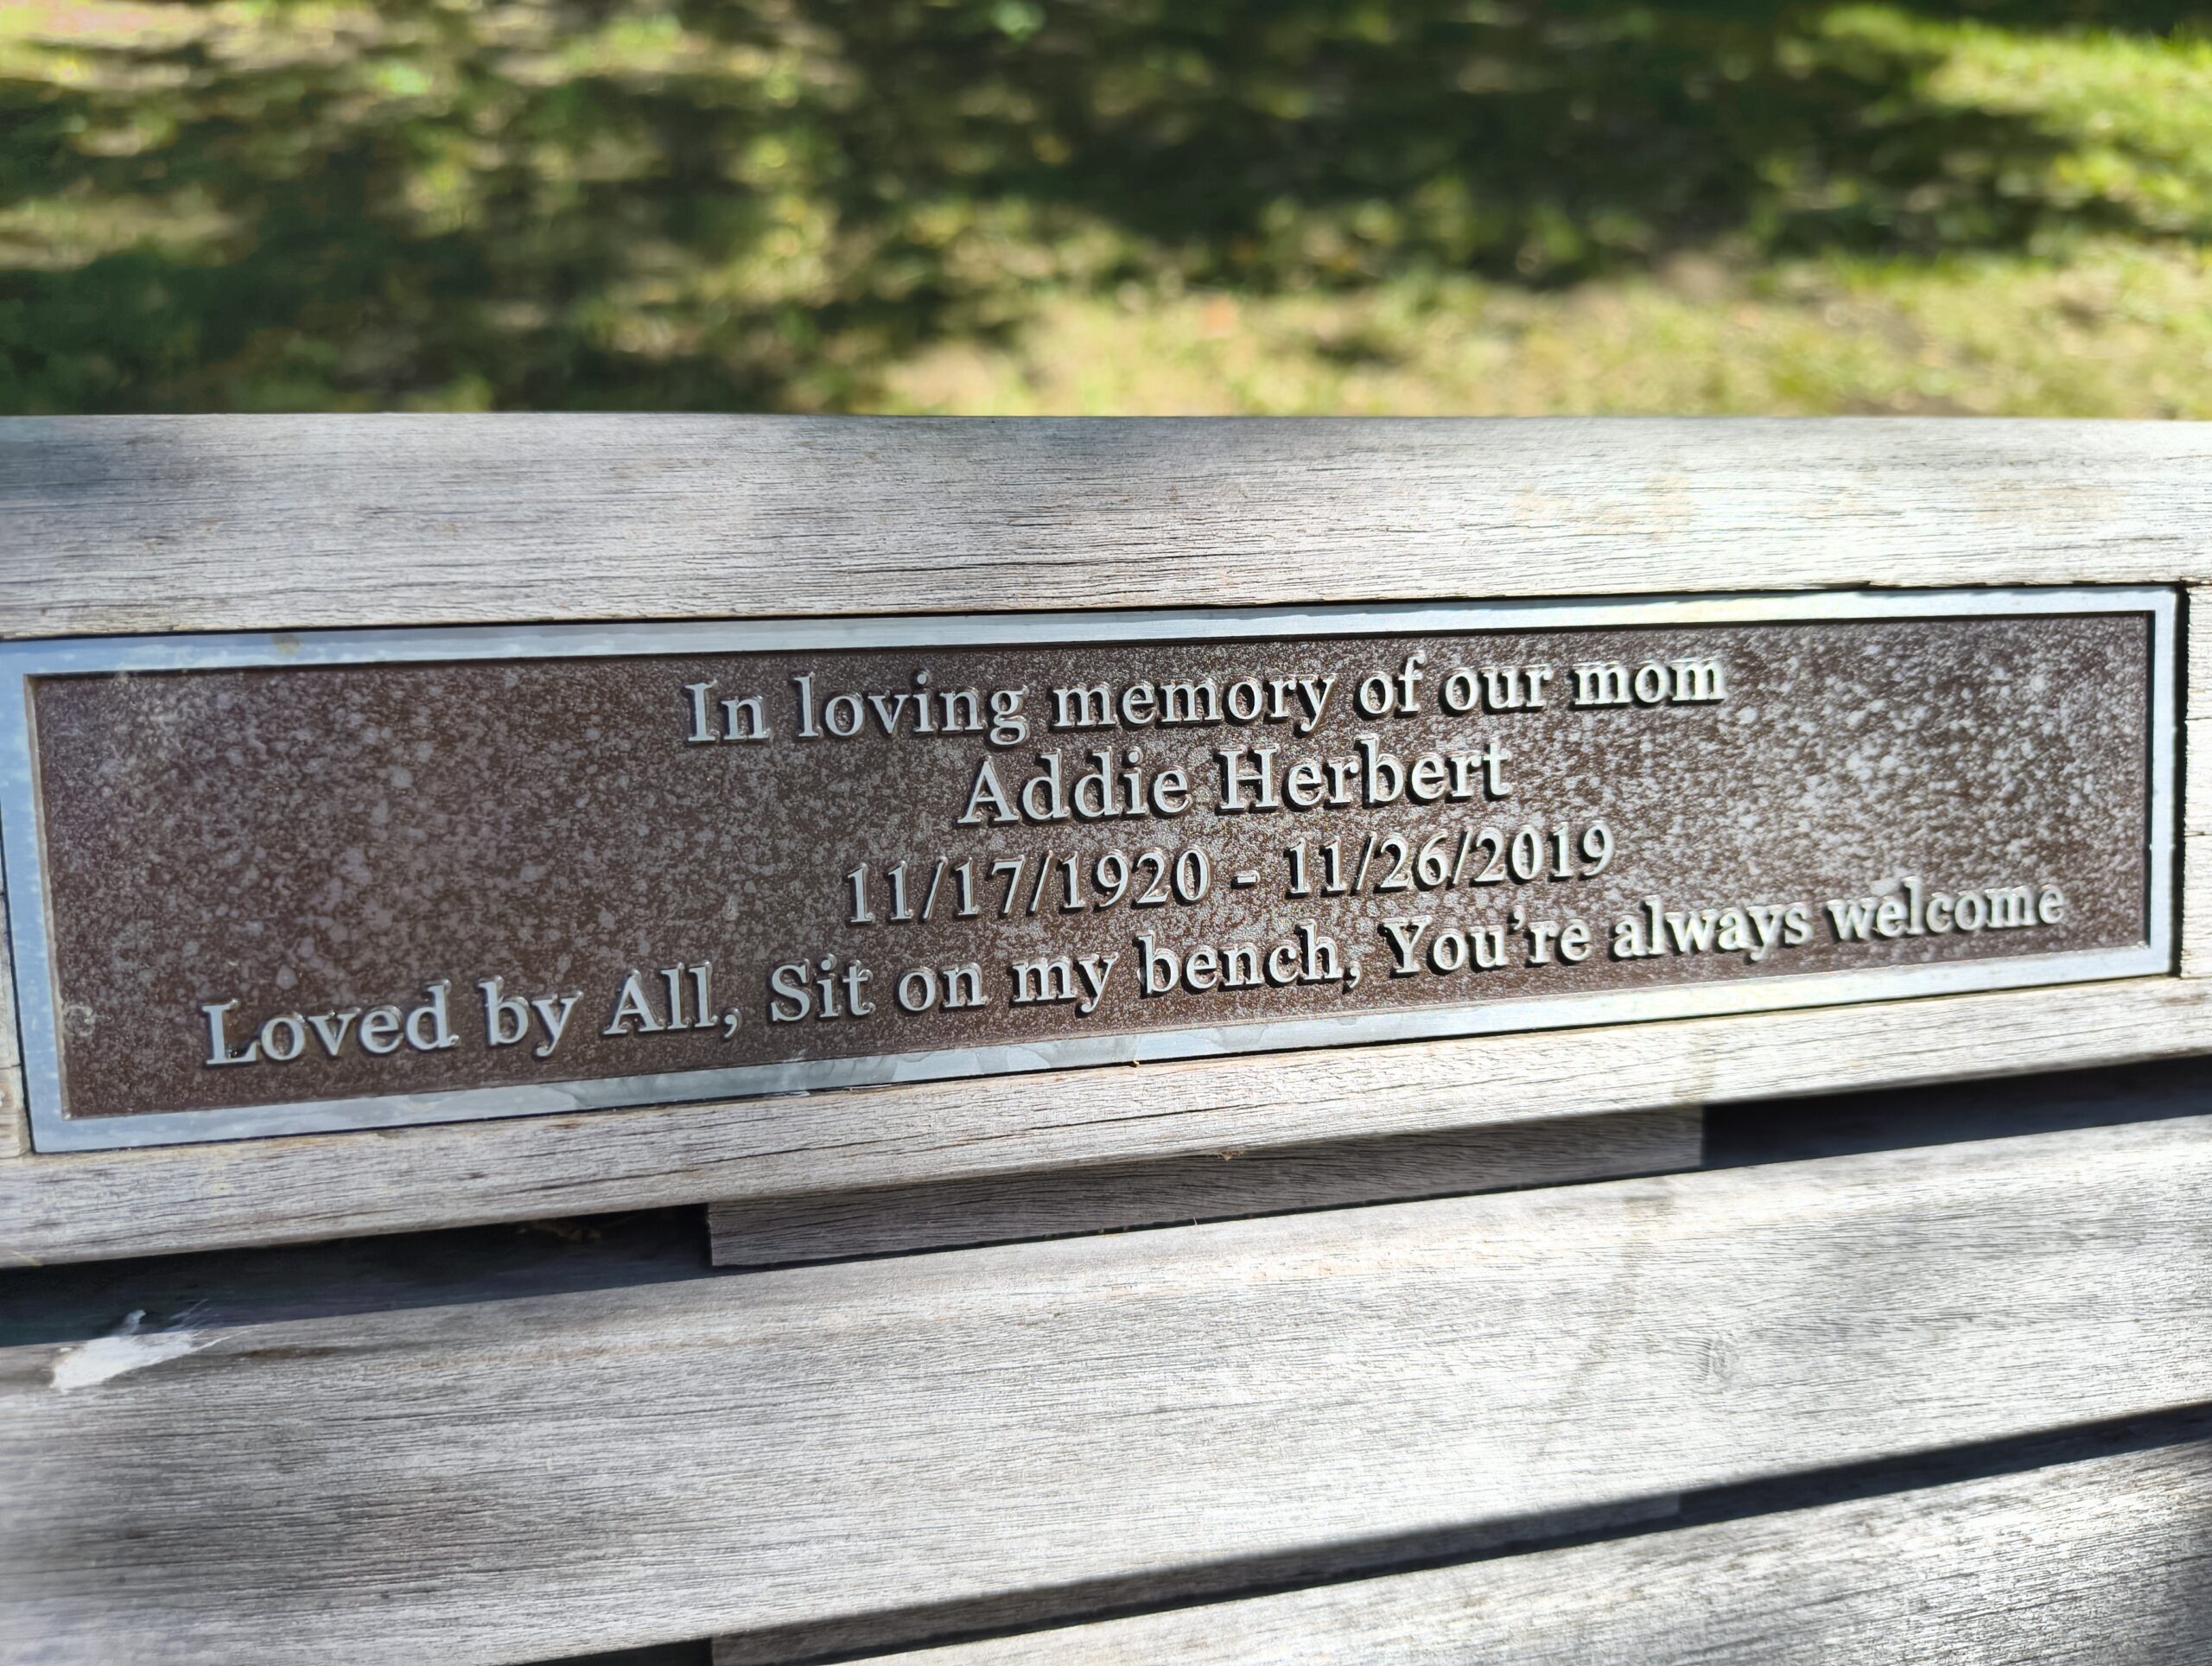 In loving memory of our mom
Addie Herbert
11/17/1920 - 11/26/2019
Loved by All, Sit on my bench, You're always welcome